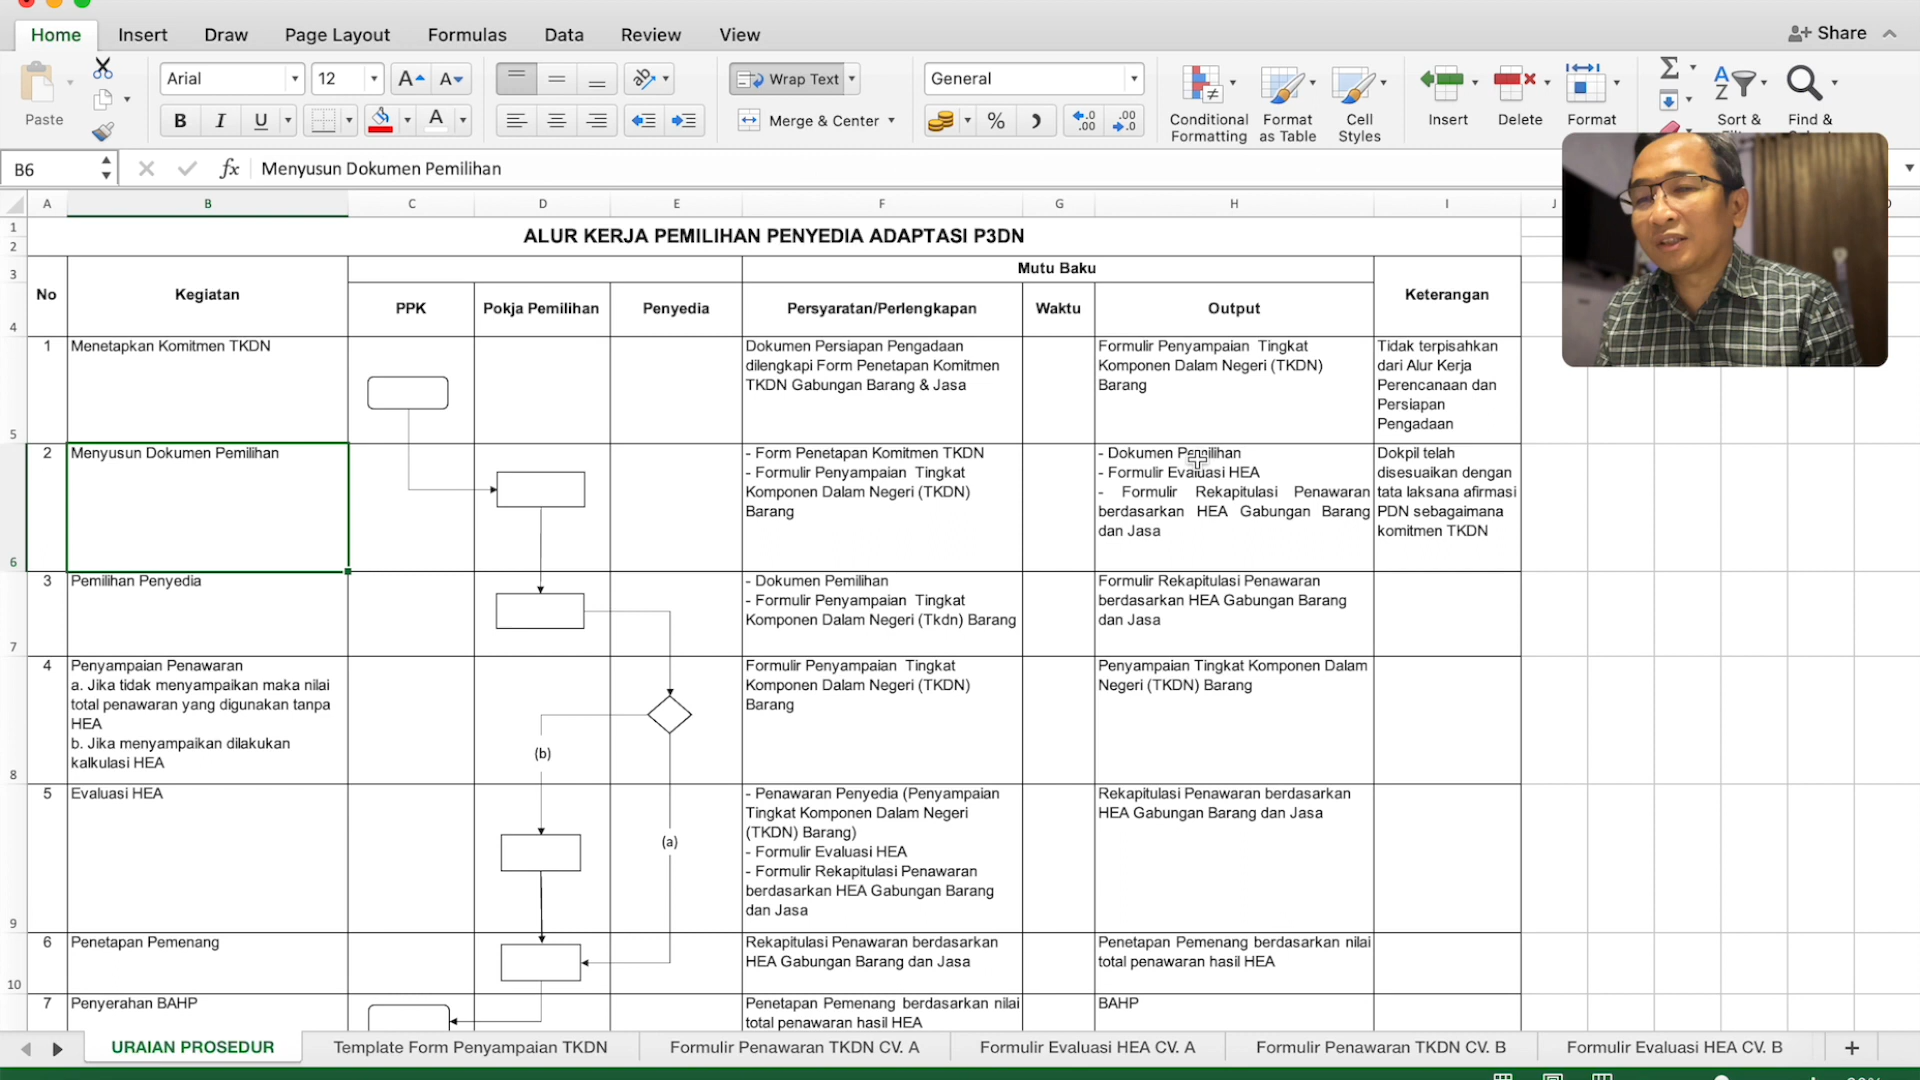 Home Insert Draw Page Layout Formulas Data Review View Share
Arial 12 Wrap Text General
Paste B I U A Merge & Center % Conditional Formatting Format as Table Cell Styles Insert Delete Format Sort & Find &
B6 fx Menyusun Dokumen Pemilihan
A B C D E F G H I J
1
2
ALUR KERJA PEMILIHAN PENYEDIA ADAPTASI P3DN
3
Mutu Baku
No Kegiatan Keterangan
4
PPK Pokja Pemilihan Penyedia Persyaratan/Perlengkapan Waktu Output
5
1 Menetapkan Komitmen TKDN
Dokumen Persiapan Pengadaan
dilengkapi Form Penetapan Komitmen
TKDN Gabungan Barang & Jasa
Formulir Penyampaian Tingkat
Komponen Dalam Negeri (TKDN)
Barang
Tidak terpisahkan
dari Alur Kerja
Perencanaan dan
Persiapan
Pengadaan
6
2 Menyusun Dokumen Pemilihan
- Form Penetapan Komitmen TKDN
- Formulir Penyampaian Tingkat
Komponen Dalam Negeri (TKDN)
Barang
- Dokumen Pemilihan
- Formulir Evaluasi HEA
- Formulir Rekapitulasi Penawaran
berdasarkan HEA Gabungan Barang
dan Jasa
Dokpil telah
disesuaikan dengan
tata laksana afirmasi
PDN sebagaimana
komitmen TKDN
7
3 Pemilihan Penyedia
- Dokumen Pemilihan
- Formulir Penyampaian Tingkat
Komponen Dalam Negeri (Tkdn) Barang
Formulir Rekapitulasi Penawaran
berdasarkan HEA Gabungan Barang
dan Jasa
8
4 Penyampaian Penawaran
a. Jika tidak menyampaikan maka nilai
total penawaran yang digunakan tanpa
HEA
b. Jika menyampaikan dilakukan
kalkulasi HEA
(b)
Formulir Penyampaian Tingkat
Komponen Dalam Negeri (TKDN)
Barang
Penyampaian Tingkat Komponen Dalam
Negeri (TKDN) Barang
9
5 Evaluasi HEA
(a)
- Penawaran Penyedia (Penyampaian
Tingkat Komponen Dalam Negeri
(TKDN) Barang)
- Formulir Evaluasi HEA
- Formulir Rekapitulasi Penawaran
berdasarkan HEA Gabungan Barang
dan Jasa
Rekapitulasi Penawaran berdasarkan
HEA Gabungan Barang dan Jasa
10
6 Penetapan Pemenang
Rekapitulasi Penawaran berdasarkan
HEA Gabungan Barang dan Jasa
Penetapan Pemenang berdasarkan nilai
total penawaran hasil HEA
7 Penyerahan BAHP
Penetapan Pemenang berdasarkan nilai
total penawaran hasil HEA
BAHP
URAIAN PROSEDUR Template Form Penyampaian TKDN Formulir Penawaran TKDN CV. A Formulir Evaluasi HEA CV. A Formulir Penawaran TKDN CV. B Formulir Evaluasi HEA CV. B